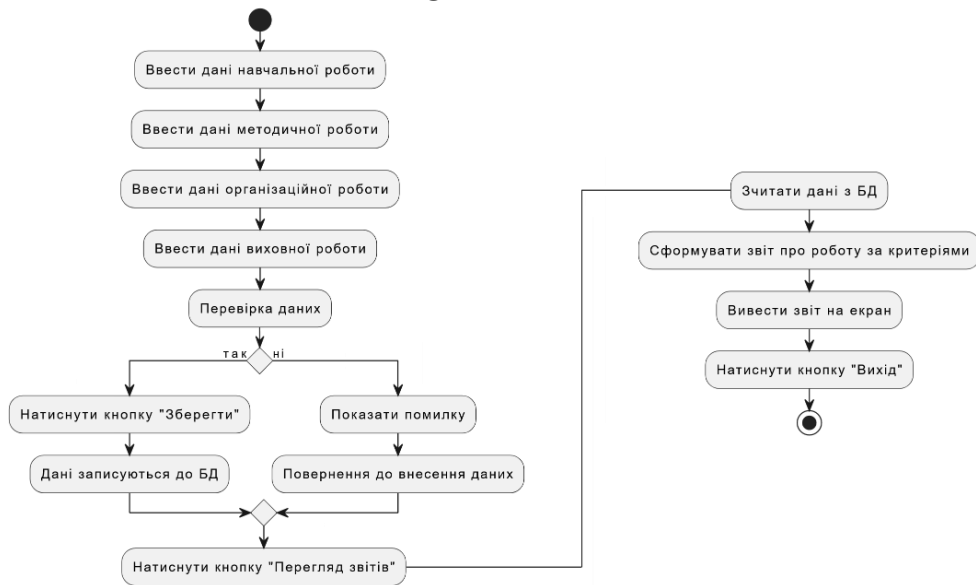 Ввести дані навчальної роботи
Ввести дані методичної роботи
Ввести дані організаційної роботи
Ввести дані виховної роботи
Перевірка даних
так
ні
Натиснути кнопку "Зберегти"
Показати помилку
Дані записуються до БД
Повернення до внесення даних
Натиснути кнопку "Перегляд звітів"
Зчитати дані з БД
Сформувати звіт про роботу за критеріями
Вивести звіт на екран
Натиснути кнопку "Вихід"